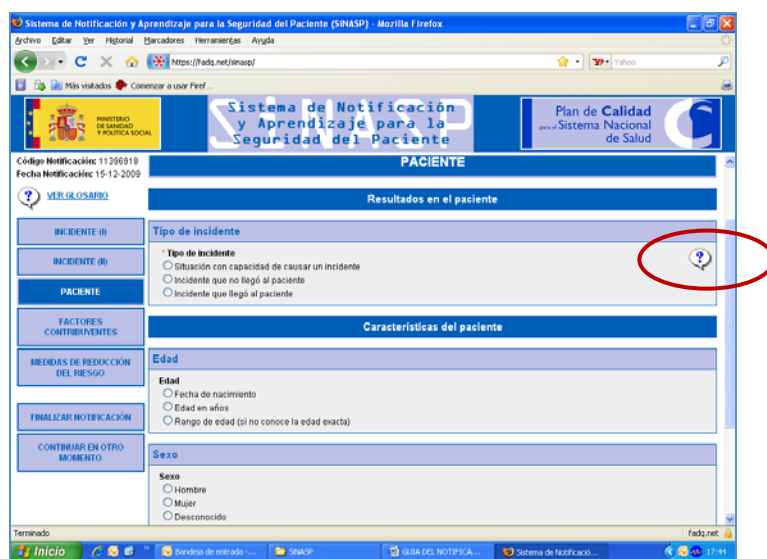 Sistema de Notificación y Aprendizaje para la Seguridad del Paciente (SiNASP) - Mozilla Firefox
Archivo Editar Ver Historial Marcadores Herramientas Ayuda
https://fadq.net/sinasp/
Yahoo
Más visitados Comenzar a usar Firef...
MINISTERIO
DE SANIDAD
Y POLÍTICA SOCIAL
SiNASP
Sistema de Notificación
y Aprendizaje para la
Seguridad del Paciente
Plan de Calidad
para el Sistema Nacional
de Salud
Código Notificación: 11396918
Fecha Notificación: 15-12-2009
VER GLOSARIO
INCIDENTE (I)
INCIDENTE (II)
PACIENTE
FACTORES
CONTRIBUYENTES
MEDIDAS DE REDUCCIÓN
DEL RIESGO
FINALIZAR NOTIFICACIÓN
CONTINUAR EN OTRO
MOMENTO
PACIENTE
Resultados en el paciente
Tipo de incidente
* Tipo de incidente
Situación con capacidad de causar un incidente
Incidente que no llegó al paciente
Incidente que llegó al paciente
?
Características del paciente
Edad
Edad
Fecha de nacimiento
Edad en años
Rango de edad (si no conoce la edad exacta)
Sexo
Sexo
Hombre
Mujer
Desconocido
Terminado
fadq.net
Inicio
Bandeja de entrada -...
SiNASP
GUIA DEL NOTIFICA...
Sistema de Notificació...
17:44